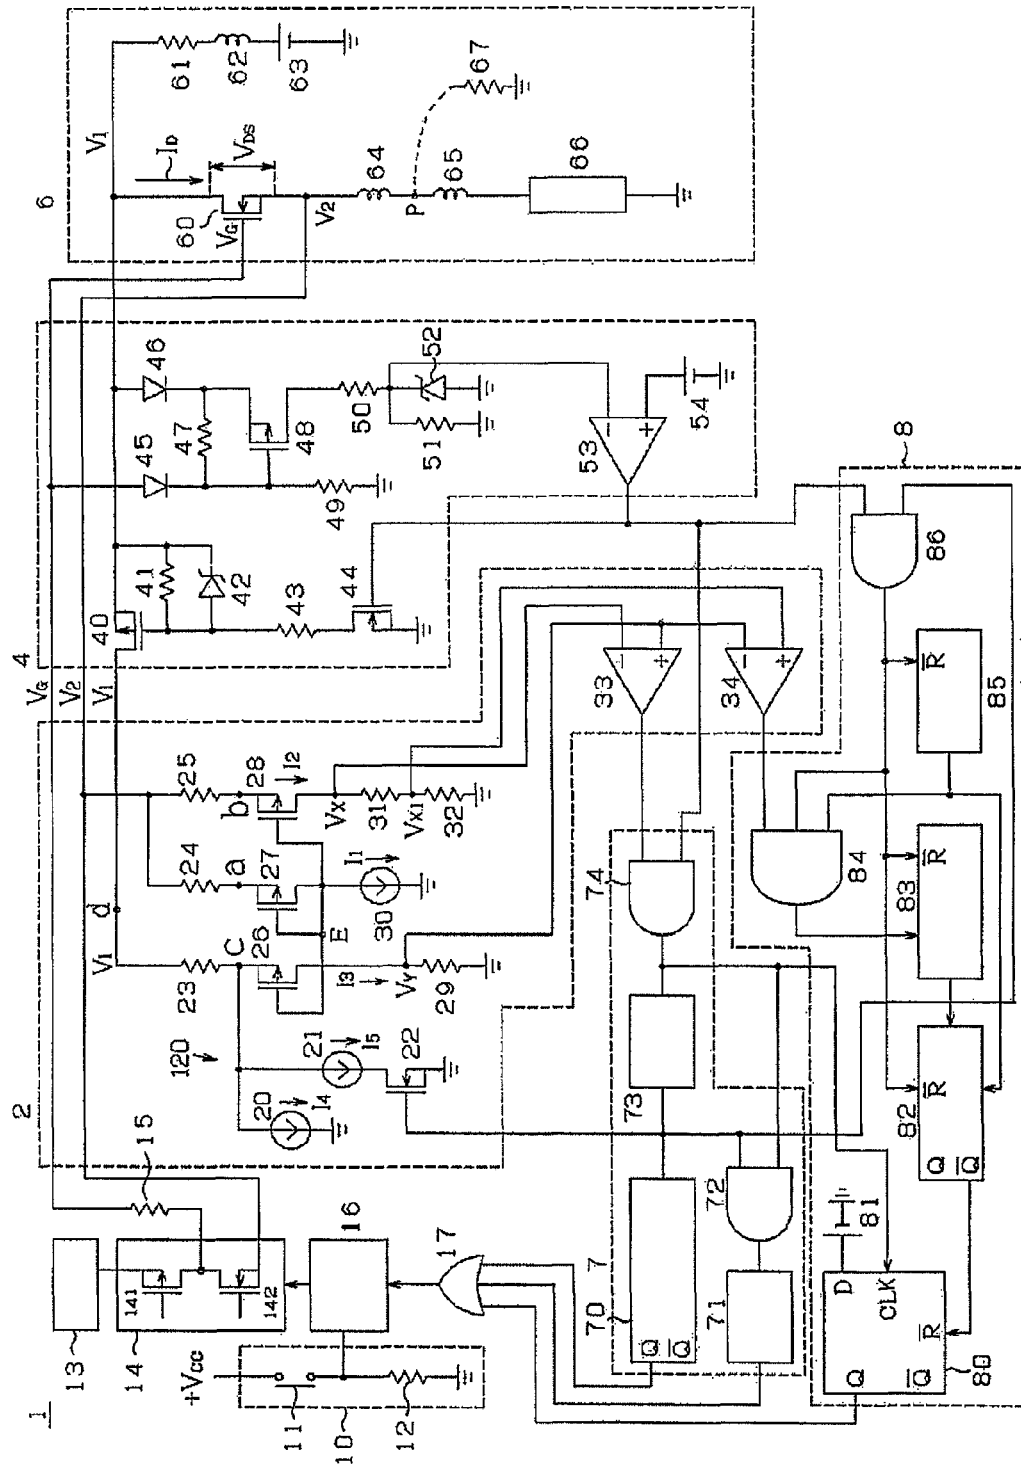 1
13
14
141
142
15
16
+Vcc
11
10
12
17
2
120
20
I4
21
I5
22
23
C
26
I3
VY
29
E
24
a
27
I1
30
25
b
28
I2
VX
31
VX1
32
V1
d
VG
V2
V1
4
40
41
42
43
44
45
46
47
48
49
50
51
52
53
-
+
54
33
-
+
34
-
+
6
V1
ID
60
VG
VDS
V2
64
P
65
66
67
61
62
63
7
70
Q
Q̅
71
72
73
74
8
80
Q
Q̅
D
CLK
R̅
81
82
Q
Q̅
R̅
83
R̅
84
85
R̅
86